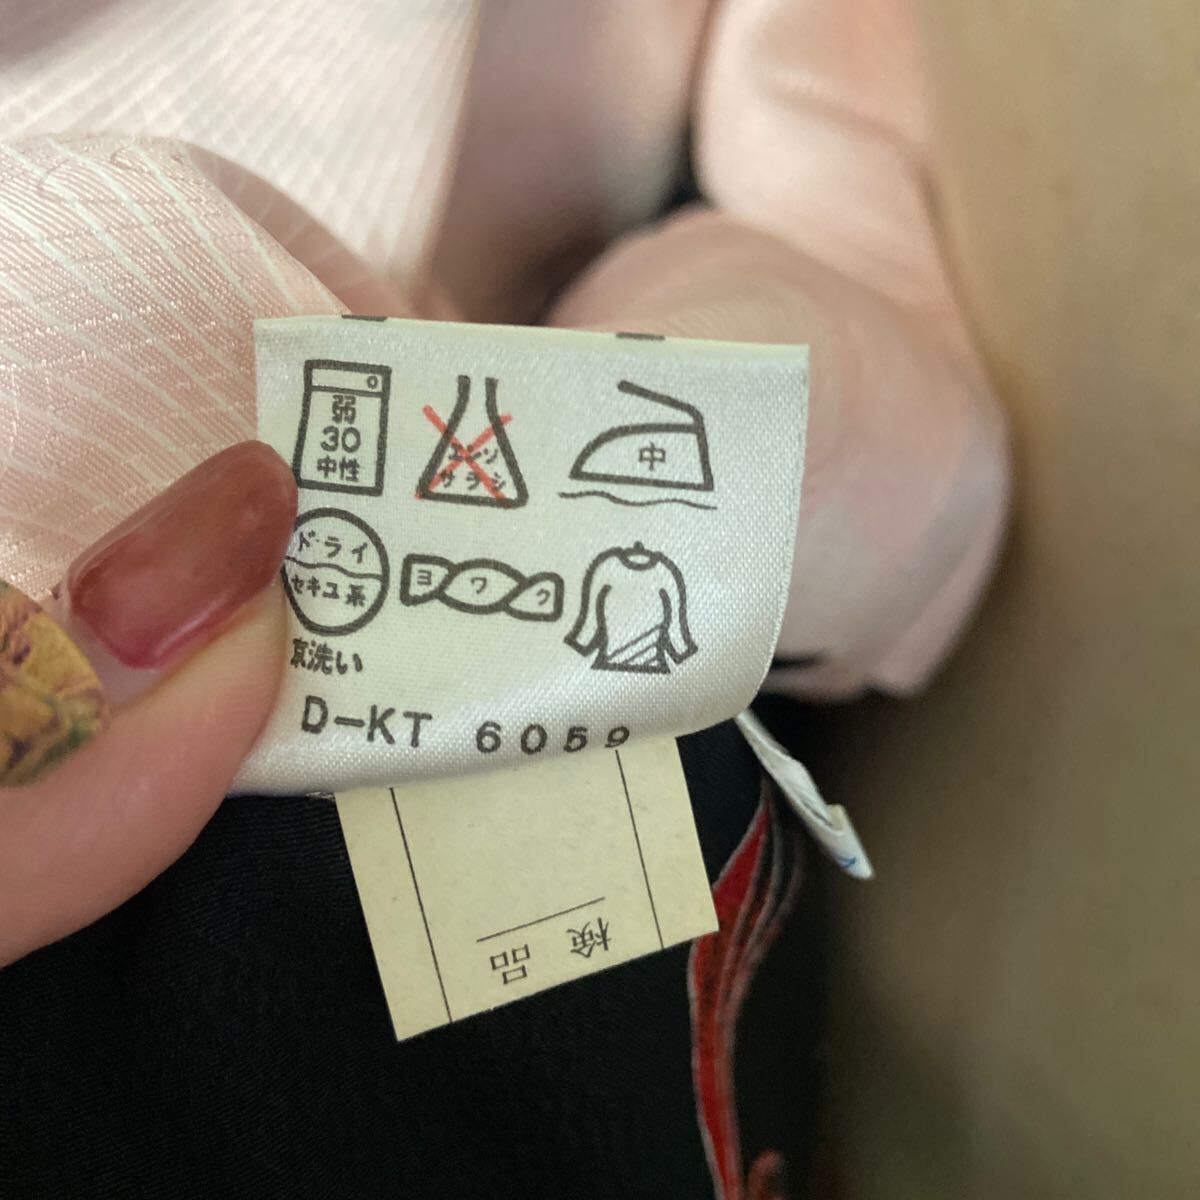 弱
30
中性
エンソ
サラシ
中
ドライ
セキユ系
ヨワク
京洗い
D-KT 6059
検品